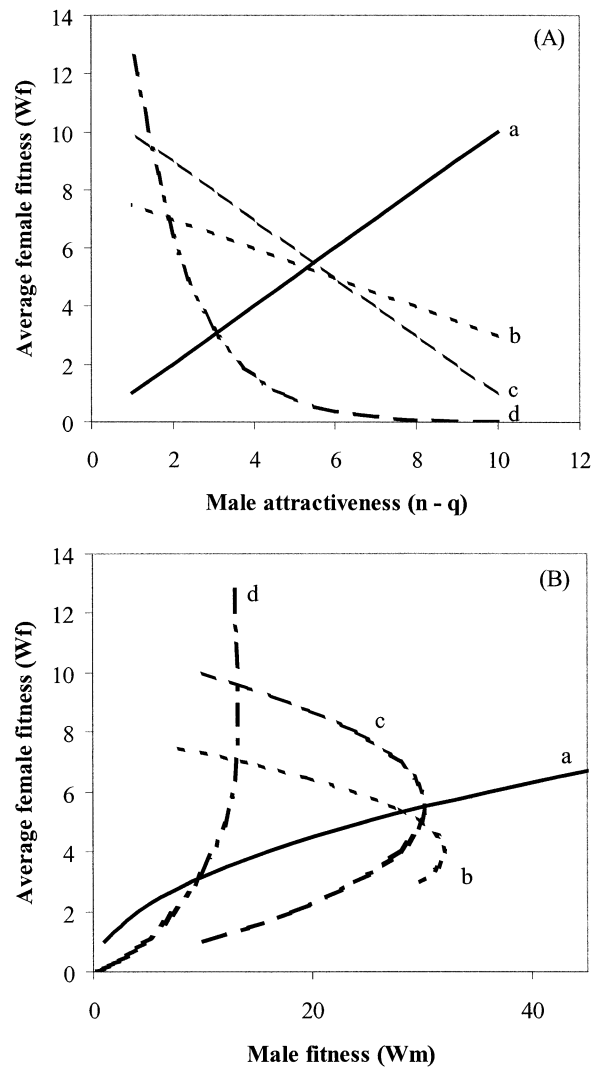 (A)
Average female fitness (Wf)
14
12
10
8
6
4
2
0
a
b
c
d
0 2 4 6 8 10 12
Male attractiveness (n - q)
(B)
Average female fitness (Wf)
14
12
10
8
6
4
2
0
d
c
a
b
0 20 40
Male fitness (Wm)